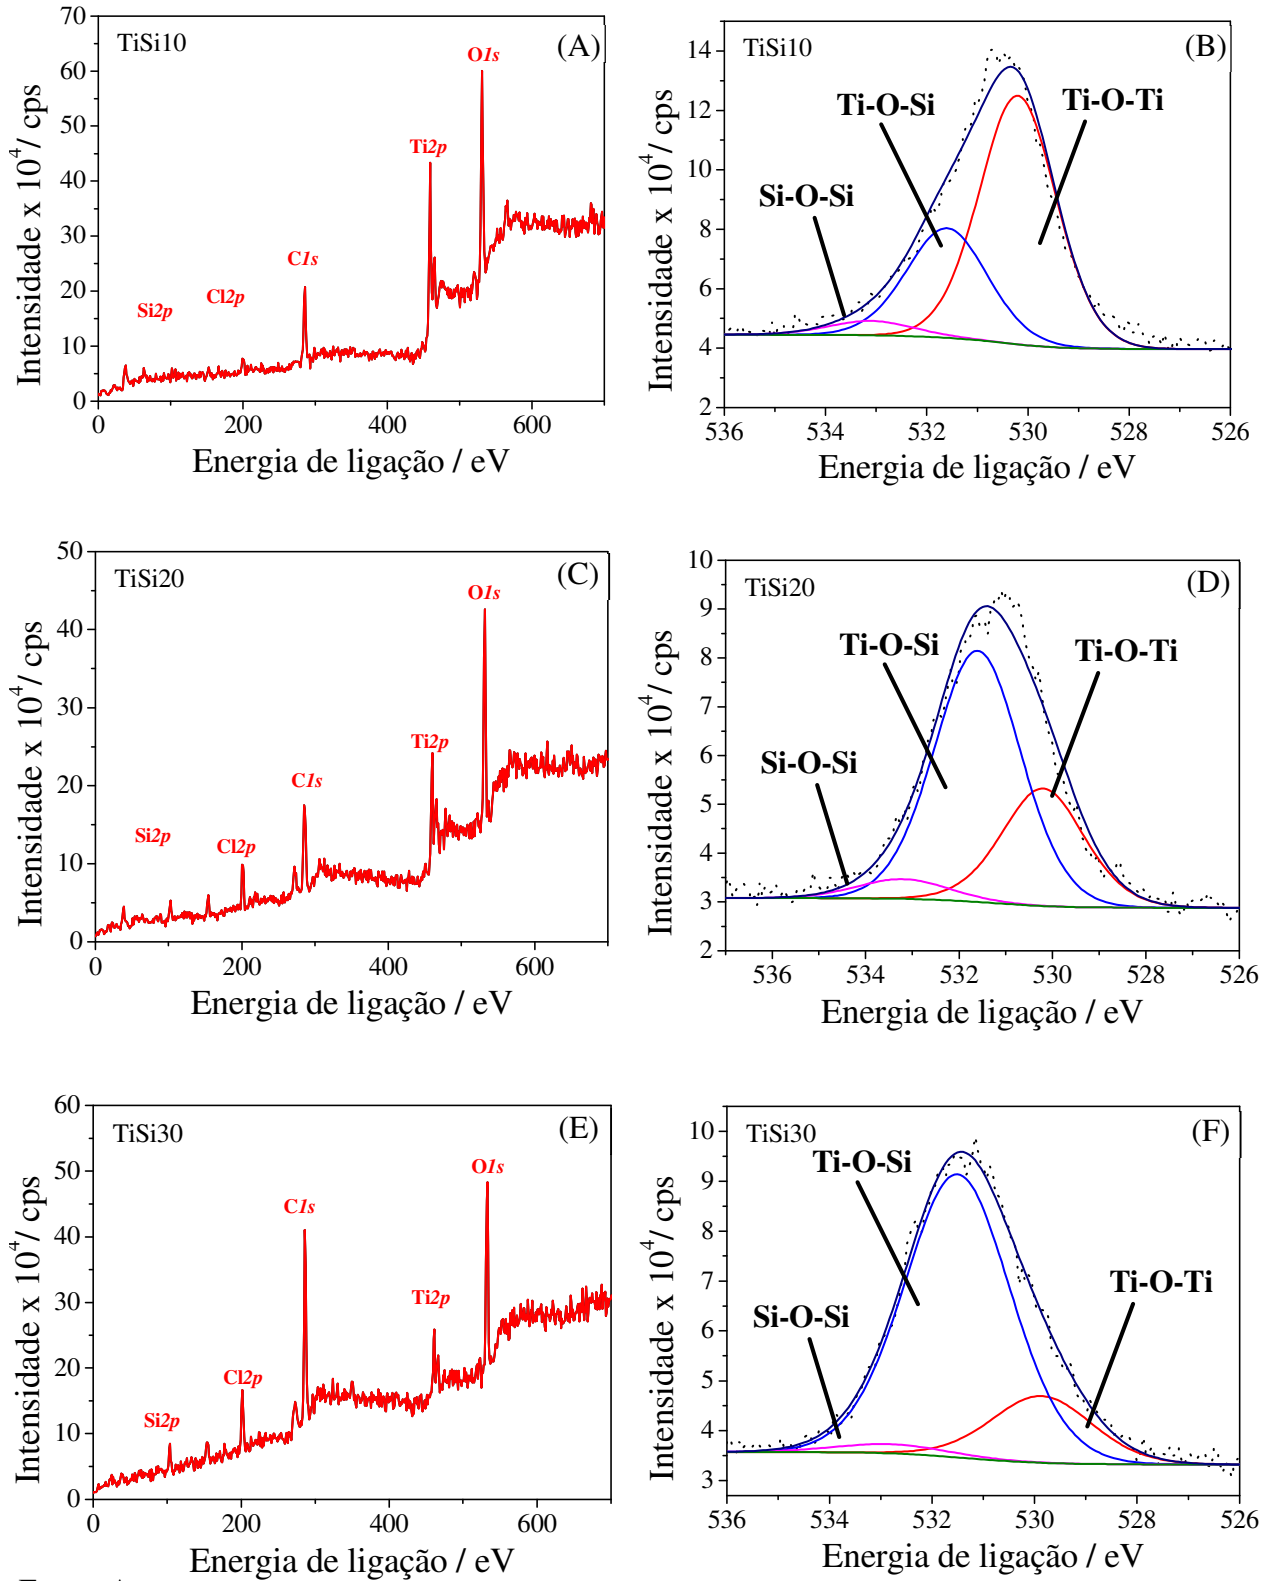 TiSi10
(A)
70
60
50
40
30
20
10
0
0
200
400
600
Si2p
Cl2p
C1s
Ti2p
O1s
Intensidade x 10⁴/ cps
Energia de ligação / eV
TiSi10
(B)
14
12
10
8
6
4
2
536
534
532
530
528
526
Ti-O-Si
Ti-O-Ti
Si-O-Si
Intensidade x 10⁴/ cps
Energia de ligação / eV
TiSi20
(C)
50
40
30
20
10
0
0
200
400
600
Si2p
Cl2p
C1s
Ti2p
O1s
Intensidade x 10⁴/ cps
Energia de ligação / eV
TiSi20
(D)
10
9
8
7
6
5
4
3
2
536
534
532
530
528
526
Ti-O-Si
Ti-O-Ti
Si-O-Si
Intensidade x 10⁴/ cps
Energia de ligação / eV
TiSi30
(E)
60
50
40
30
20
10
0
0
200
400
600
Si2p
Cl2p
C1s
Ti2p
O1s
Intensidade x 10⁴/ cps
Energia de ligação / eV
TiSi30
(F)
10
9
8
7
6
5
4
3
536
534
532
530
528
526
Ti-O-Si
Ti-O-Ti
Si-O-Si
Intensidade x 10⁴/ cps
Energia de ligação / eV